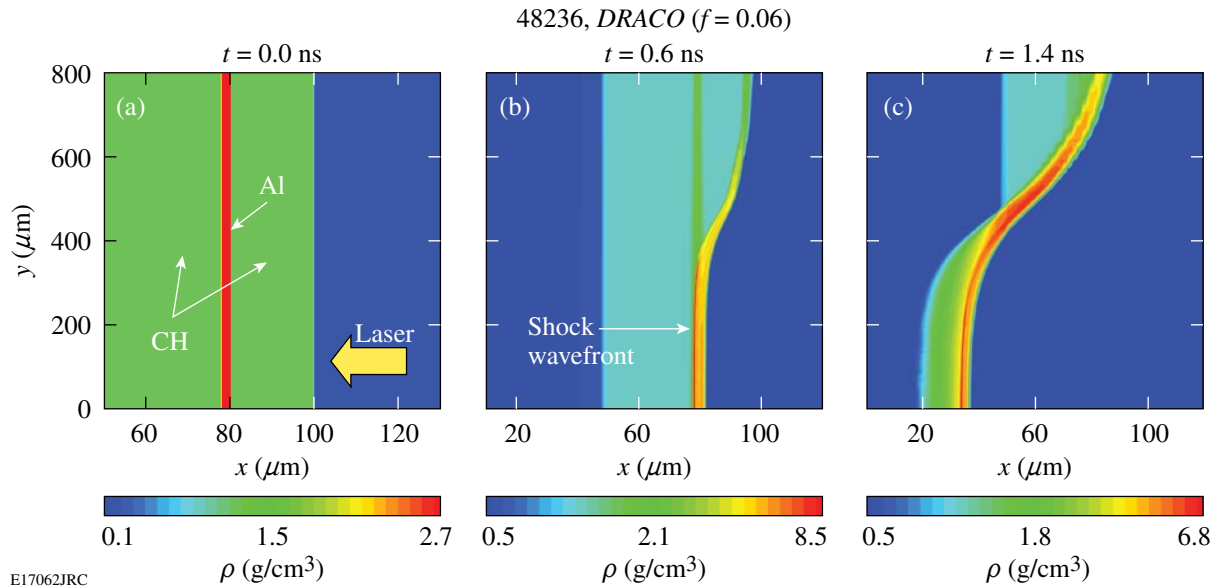 48236, DRACO (f = 0.06)
t = 0.0 ns
t = 0.6 ns
t = 1.4 ns
800
600
400
200
0
y (μm)
(a)
Al
CH
Laser
60
80
100
120
x (μm)
(b)
Shock
wavefront
20
60
100
x (μm)
(c)
20
60
100
x (μm)
0.1
1.5
2.7
ρ (g/cm³)
0.5
2.1
8.5
ρ (g/cm³)
0.5
1.8
6.8
ρ (g/cm³)
E17062JRC